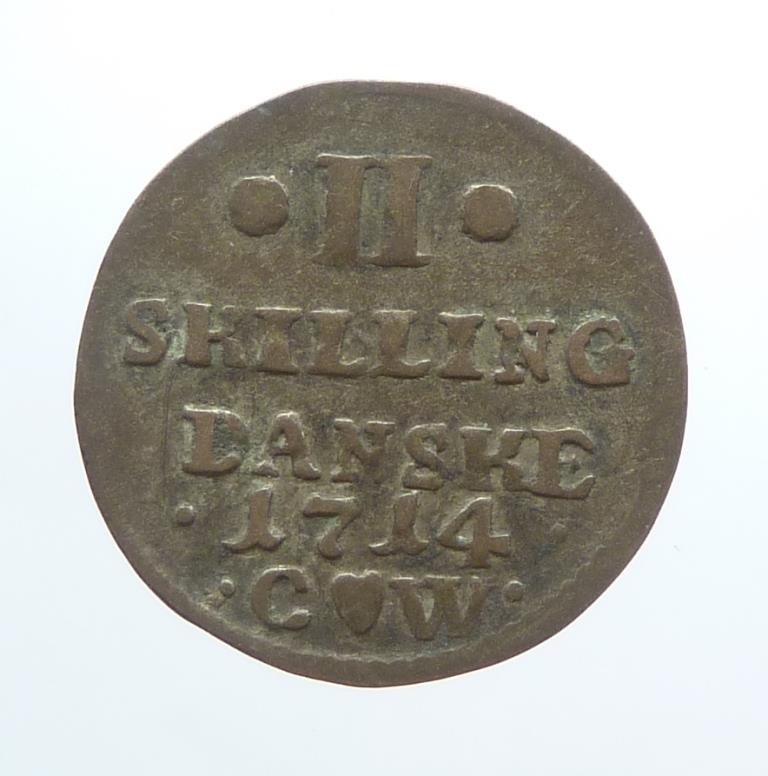 • II •
SKILLING
DANSKE
· 1714 ·
· C ♥ W ·